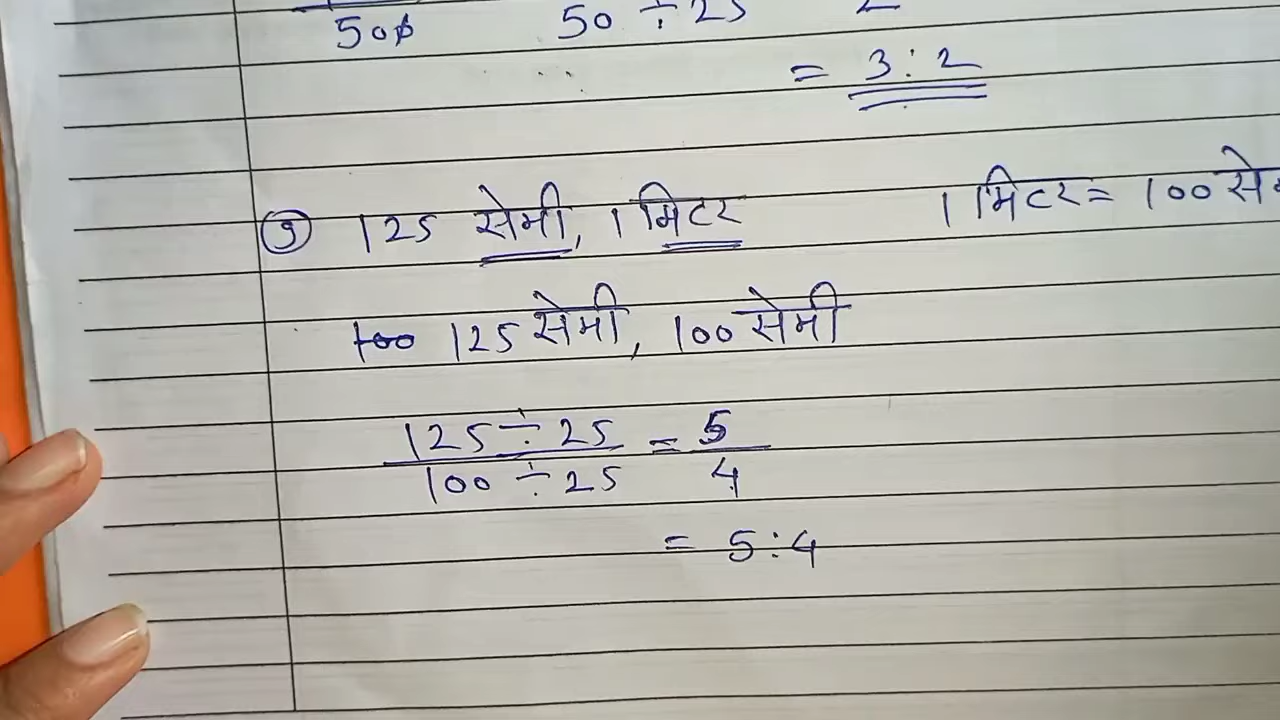 50 ÷ 25
= 3 : 2
(9) 125 सेमी, 1 मिटर 1 मिटर = 100
125 सेमी, 100 सेमी
125 ÷ 25 = 5
100 ÷ 25 4
= 5 : 4